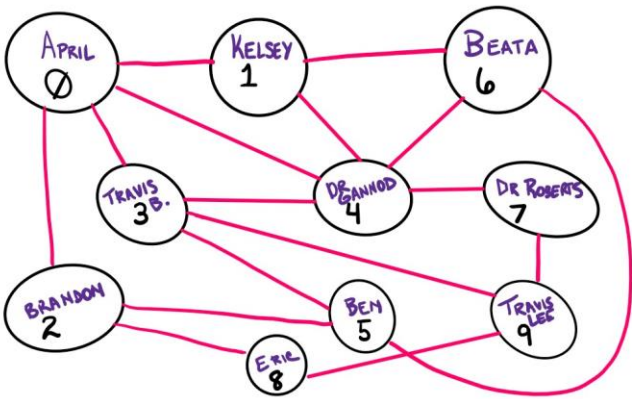 APRIL
0
KELSEY
1
BEATA
6
TRAVIS
B.
3
DR
GANNOD
4
DR ROBERTS
7
BRANDON
2
BEN
5
TRAVIS
LEE
9
ERIC
8